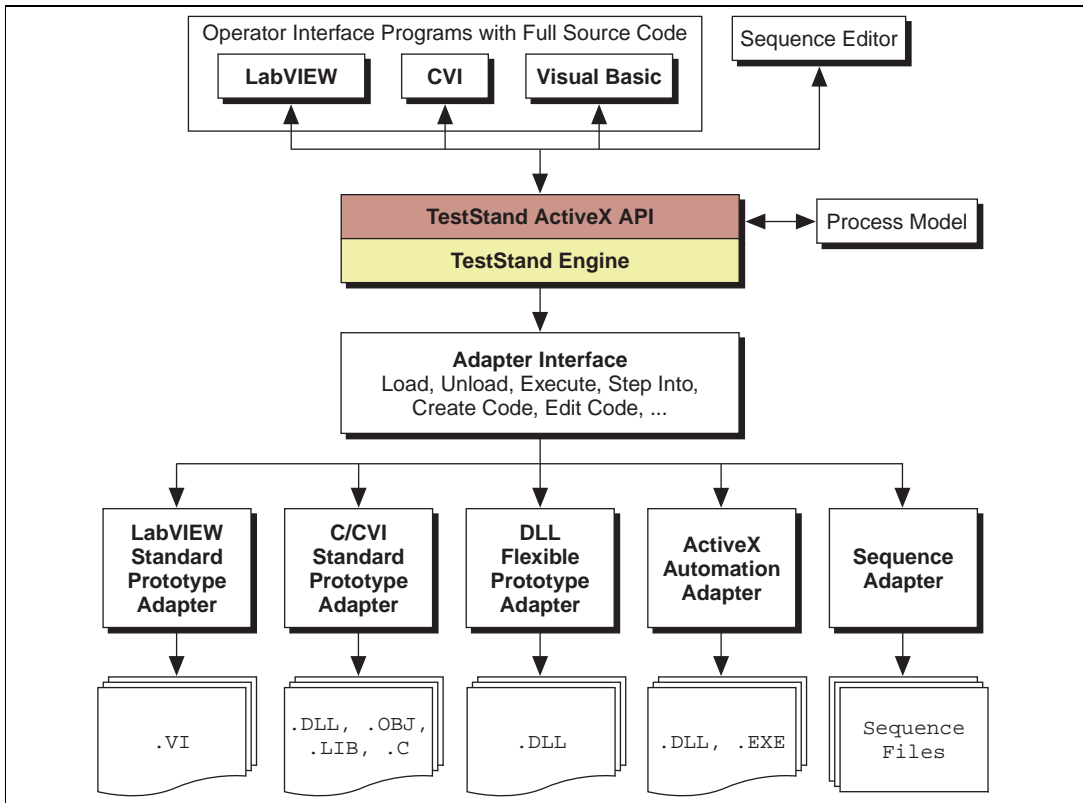 Operator Interface Programs with Full Source Code
Sequence Editor
LabVIEW
CVI
Visual Basic
TestStand ActiveX API
Process Model
TestStand Engine
Adapter Interface
Load, Unload, Execute, Step Into,
Create Code, Edit Code, ...
LabVIEW
Standard
Prototype
Adapter
C/CVI
Standard
Prototype
Adapter
DLL
Flexible
Prototype
Adapter
ActiveX
Automation
Adapter
Sequence
Adapter
.VI
.DLL, .OBJ,
.LIB, .C
.DLL
.DLL, .EXE
Sequence
Files